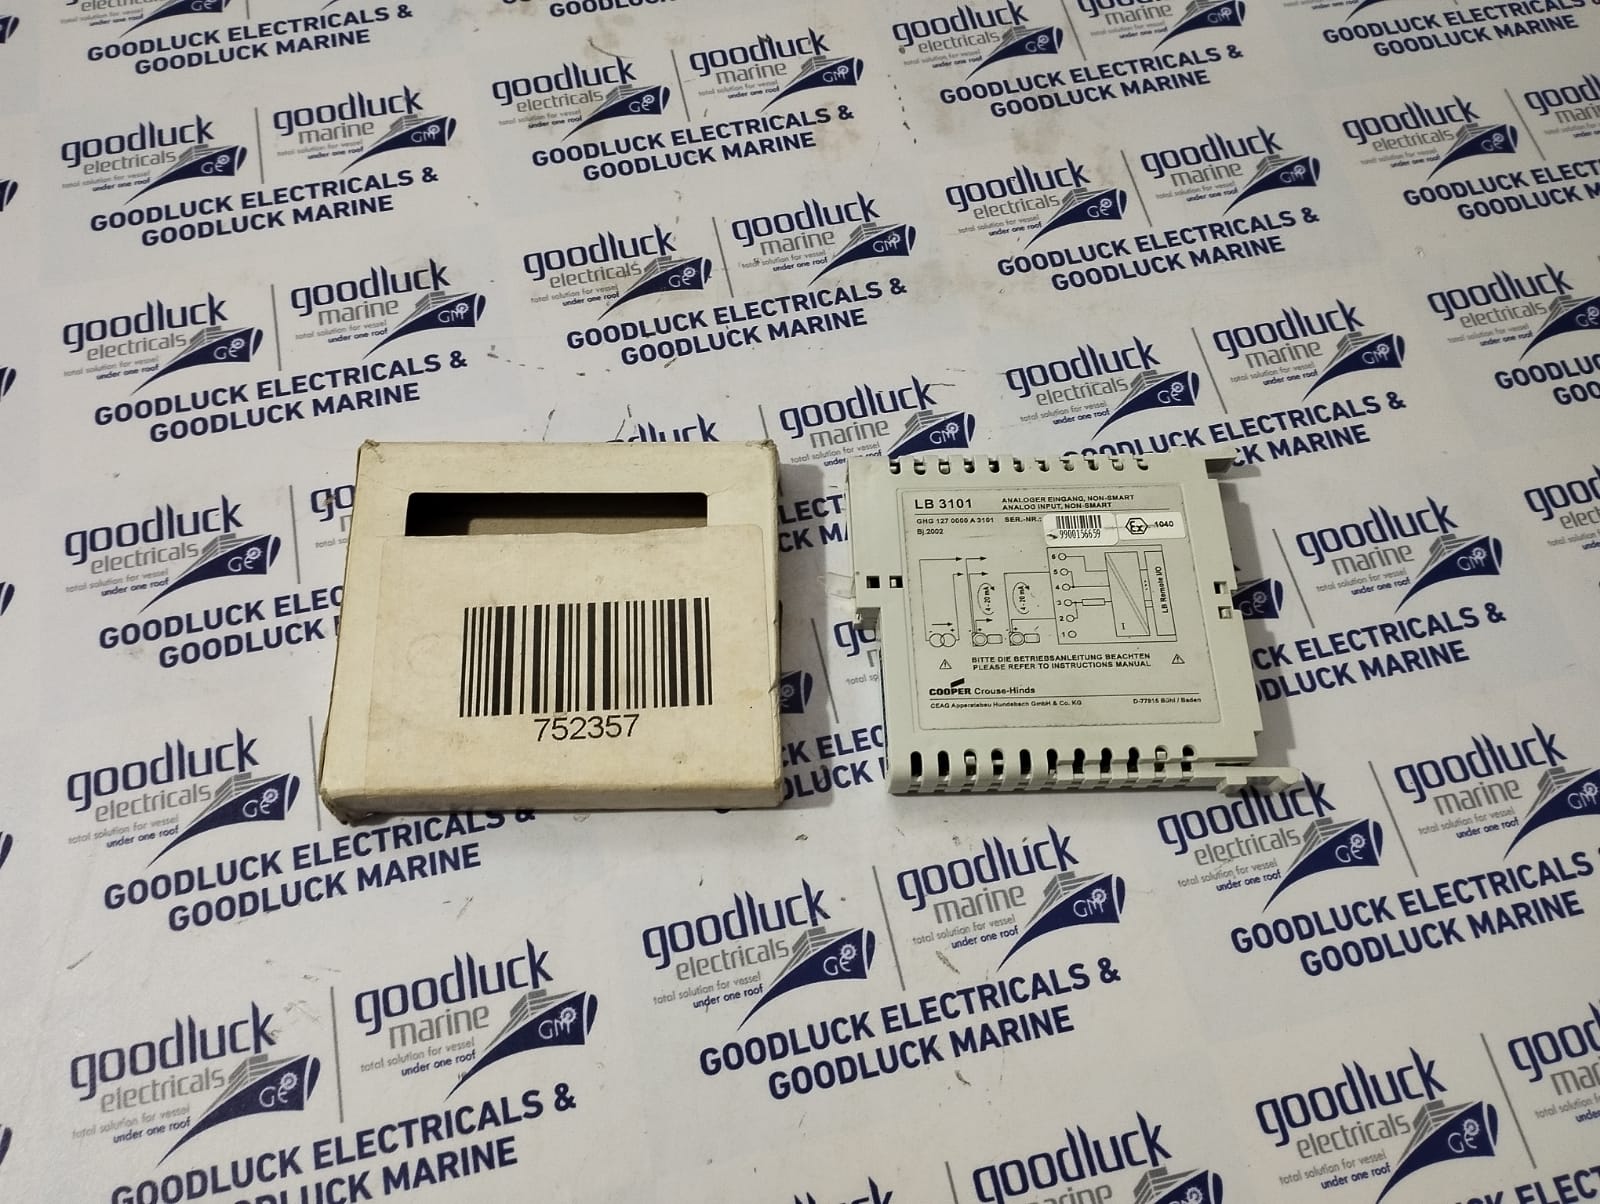 goodluck electricals
total solution for vessel
under one roof
GE
goodluck marine
total solution for vessel
under one roof
GMP
GOODLUCK ELECTRICALS &
GOODLUCK MARINE
752357
LB 3101
ANALOGER EINGANG, NON-SMART
ANALOG INPUT, NON-SMART
GHG 127 0000 A 3101 SER.-NR.:
Bj.2002
9900156659
Ex 1040
6
5
4
3
2
1
4 - 20 mA
4 - 20 mA
I
LB Remote I/O
BITTE DIE BETRIEBSANLEITUNG BEACHTEN
PLEASE REFER TO INSTRUCTIONS MANUAL
COOPER Crouse-Hinds
CEAG Apparatebau Hundsbach GmbH & Co. KG D-77815 Bühl / Baden